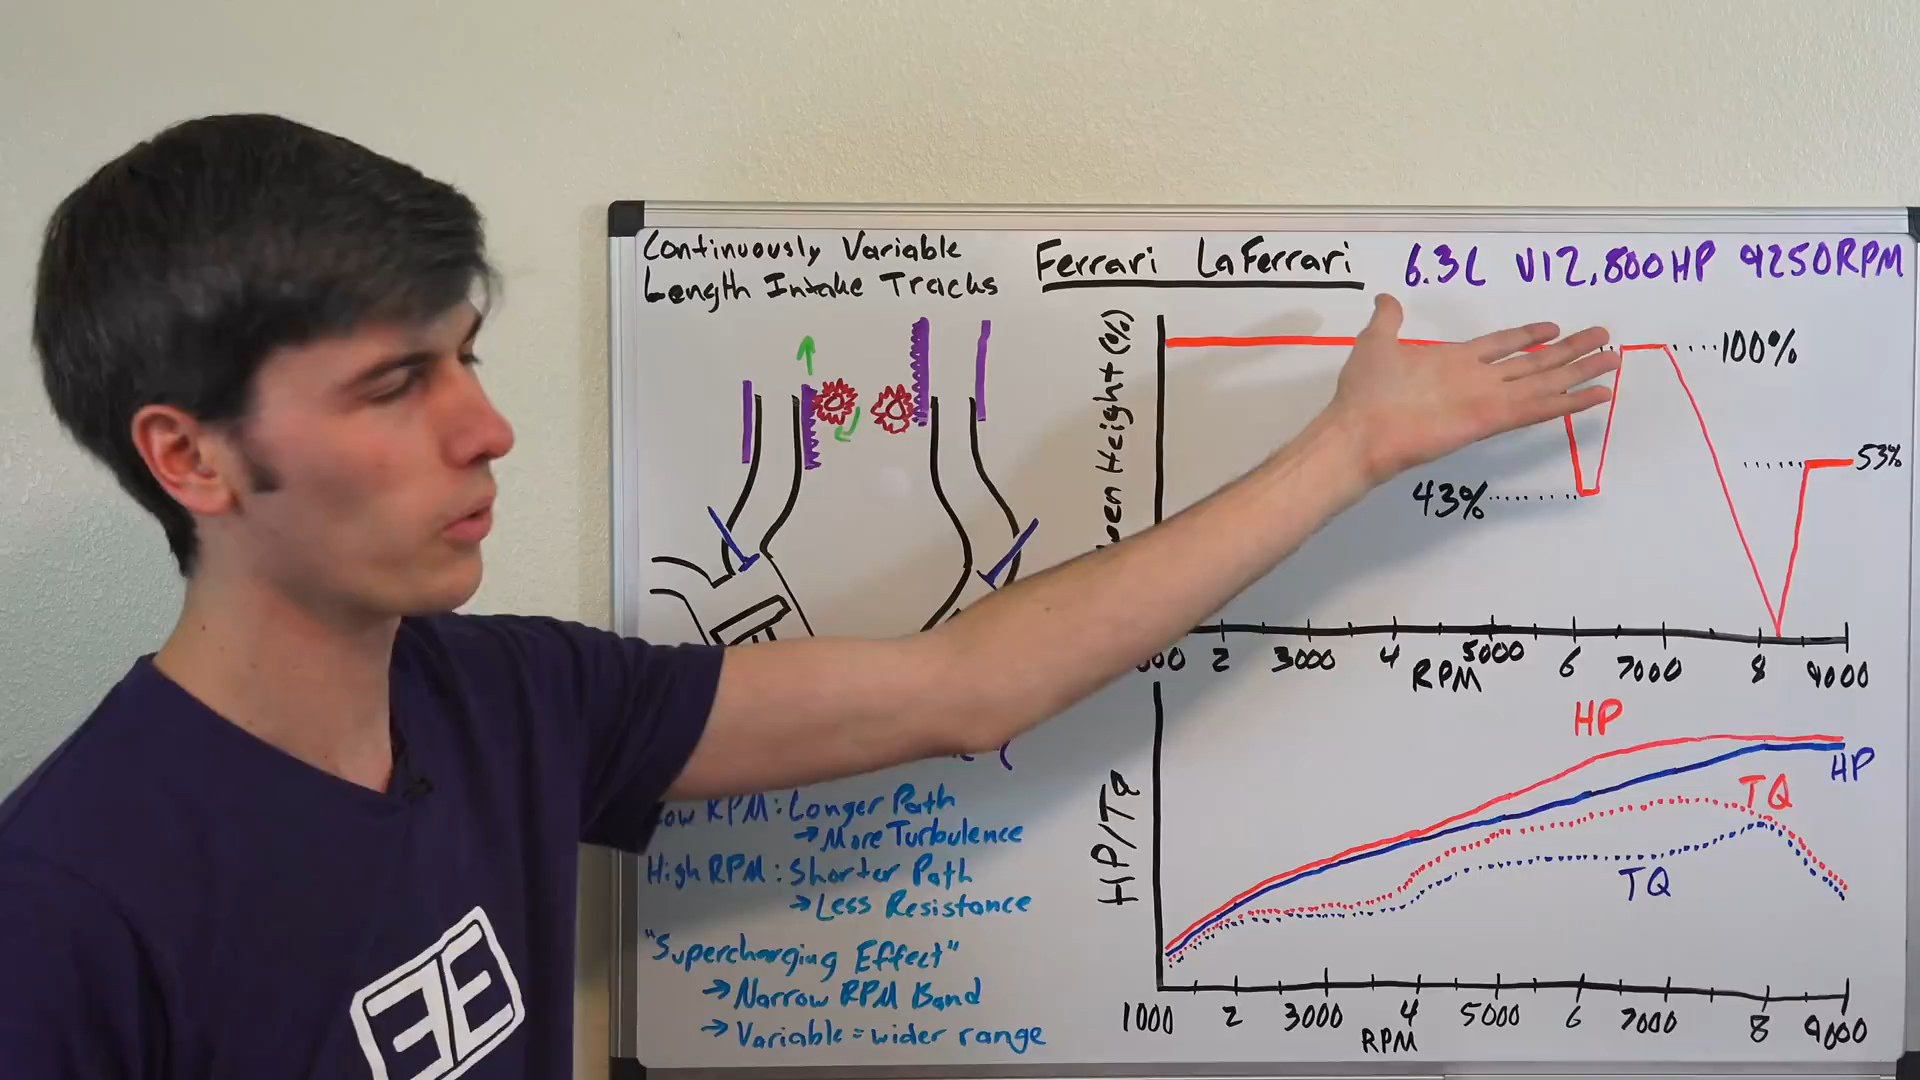 Continuously Variable
Length Intake Tracks
Ferrari LaFerrari
6.3L V12, 800HP 9250RPM
100%
53%
43%
Height (%)
2 3000 4 5000 6 7000 8 9000
RPM
HP
HP
TQ
TQ
HP/TQ
1000 2 3000 4 5000 6 7000 8 9000
RPM
RPM: Longer Path
→ More Turbulence
High RPM: Shorter Path
→ Less Resistance
"Supercharging Effect"
→ Narrow RPM Band
→ Variable = wider range
EE